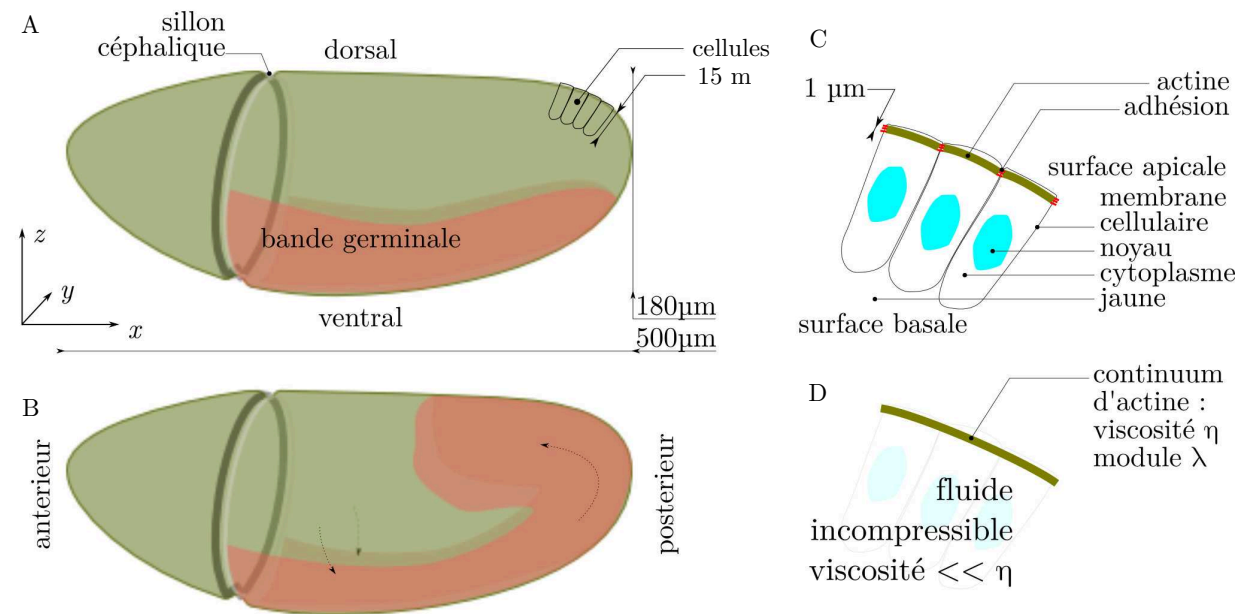 A
sillon
céphalique
dorsal
cellules
15 m
bande germinale
z
y
x
ventral
180µm
500µm
B
anterieur
posterieur
C
1 µm
actine
adhésion
surface apicale
membrane
cellulaire
noyau
cytoplasme
jaune
surface basale
D
continuum
d'actine :
viscosité η
module λ
fluide
incompressible
viscosité << η